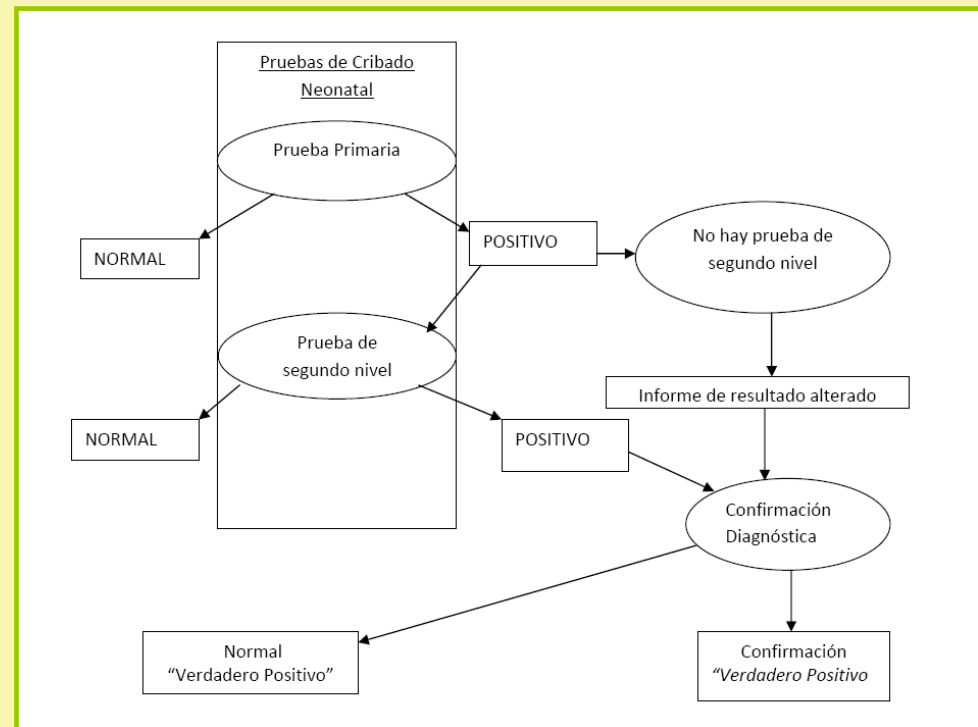 Pruebas de Cribado
Neonatal
Prueba Primaria
NORMAL
POSITIVO
No hay prueba de
segundo nivel
Prueba de
segundo nivel
Informe de resultado alterado
NORMAL
POSITIVO
Confirmación
Diagnóstica
Normal
“Verdadero Positivo”
Confirmación
“Verdadero Positivo